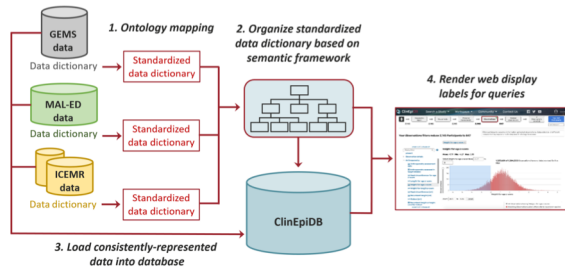 GEMS
data
Data dictionary
MAL-ED
data
Data dictionary
ICEMR
data
Data dictionary
1. Ontology mapping
Standardized
data dictionary
Standardized
data dictionary
Standardized
data dictionary
2. Organize standardized
data dictionary based on
semantic framework
ClinEpiDB
3. Load consistently-represented
data into database
4. Render web display
labels for queries